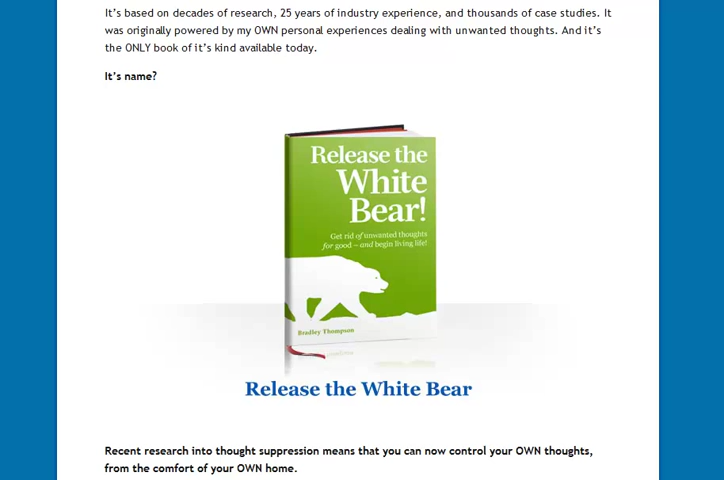 It's based on decades of research, 25 years of industry experience, and thousands of case studies. It
was originally powered by my OWN personal experiences dealing with unwanted thoughts. And it's
the ONLY book of it's kind available today.
It's name?
Release the
White
Bear!
Get rid of unwanted thoughts
for good – and begin living life!
Bradley Thompson
Release the White Bear
Recent research into thought suppression means that you can now control your OWN thoughts,
from the comfort of your OWN home.